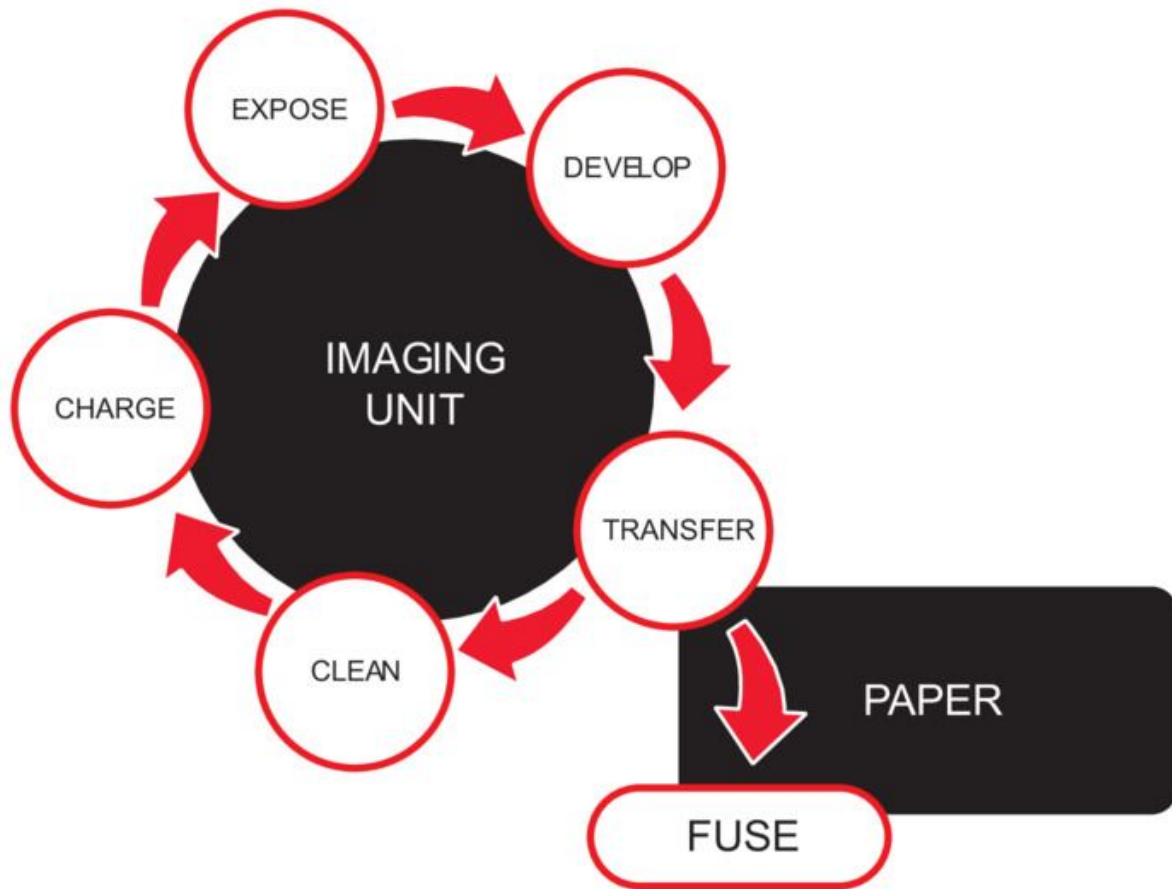 EXPOSE
DEVELOP
IMAGING
UNIT
CHARGE
TRANSFER
CLEAN
PAPER
FUSE